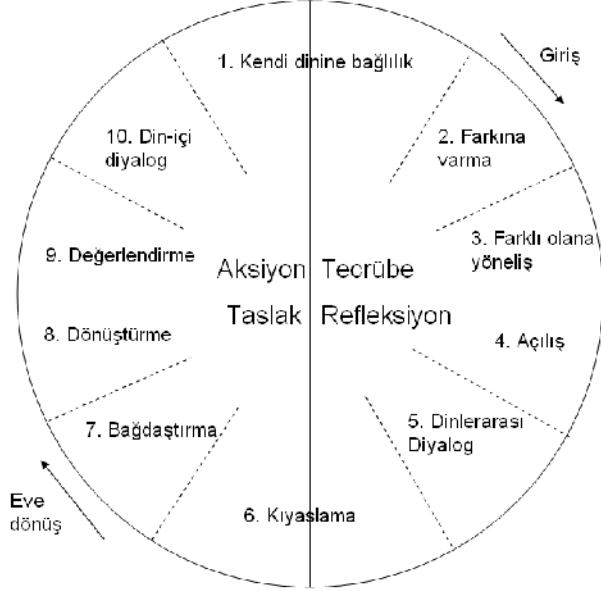 1. Kendi dinine bağlılık
Giriş
2. Farkına
varma
3. Farklı olana
yöneliş
4. Açılış
5. Dinlerarası
Diyalog
6. Kıyaslama
7. Bağdaştırma
Eve
dönüş
8. Dönüştürme
9. Değerlendirme
10. Din-içi
diyalog
Aksiyon Tecrübe
Taslak Refleksiyon